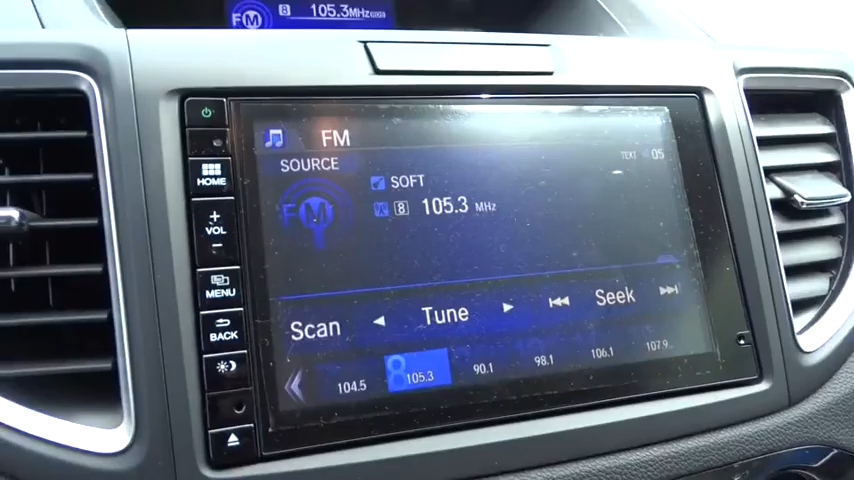 FM 8 105.3MHz
FM
SOURCE
SOFT
TEXT 05
FM 8 105.3 MHz
HOME
+
VOL
-
MENU
BACK
Scan Tune Seek
104.5 8 105.3 90.1 98.1 106.1 107.9